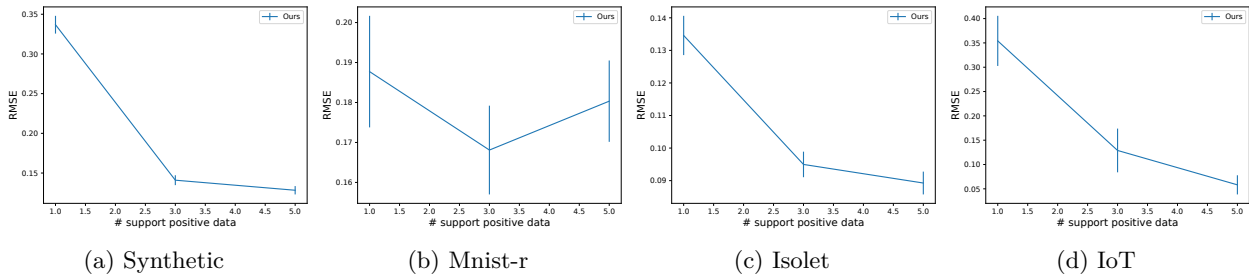 Ours
0.35
0.30
0.25
0.20
0.15
RMSE
1.0 1.5 2.0 2.5 3.0 3.5 4.0 4.5 5.0
# support positive data
(a) Synthetic
Ours
0.20
0.19
0.18
0.17
0.16
RMSE
1.0 1.5 2.0 2.5 3.0 3.5 4.0 4.5 5.0
# support positive data
(b) Mnist-r
Ours
0.14
0.13
0.12
0.11
0.10
0.09
RMSE
1.0 1.5 2.0 2.5 3.0 3.5 4.0 4.5 5.0
# support positive data
(c) Isolet
Ours
0.40
0.35
0.30
0.25
0.20
0.15
0.10
0.05
RMSE
1.0 1.5 2.0 2.5 3.0 3.5 4.0 4.5 5.0
# support positive data
(d) IoT